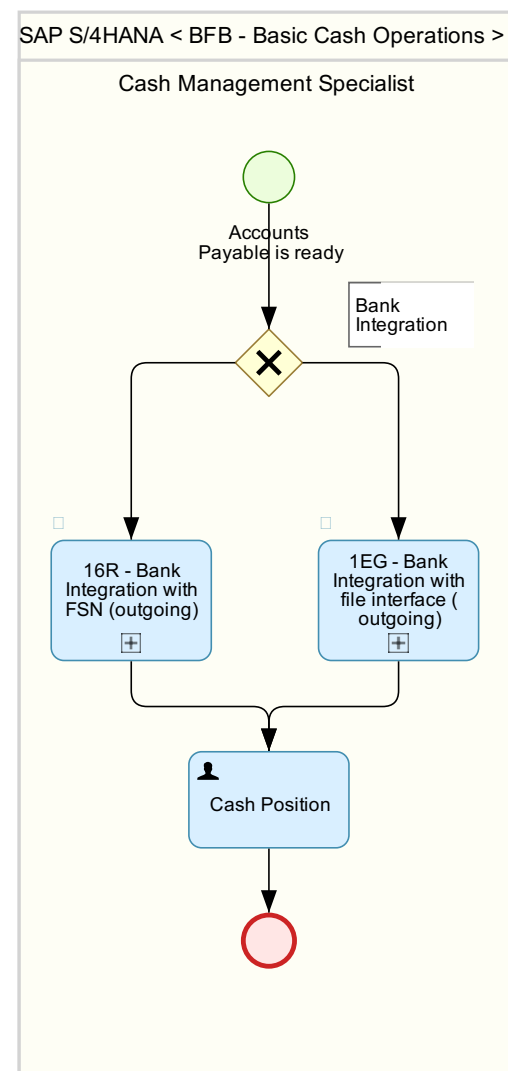 SAP S/4HANA < BFB - Basic Cash Operations >
Cash Management Specialist
Accounts
Payable is ready
Bank
Integration
16R - Bank
Integration with
FSN (outgoing)
1EG - Bank
Integration with
file interface (
outgoing)
Cash Position